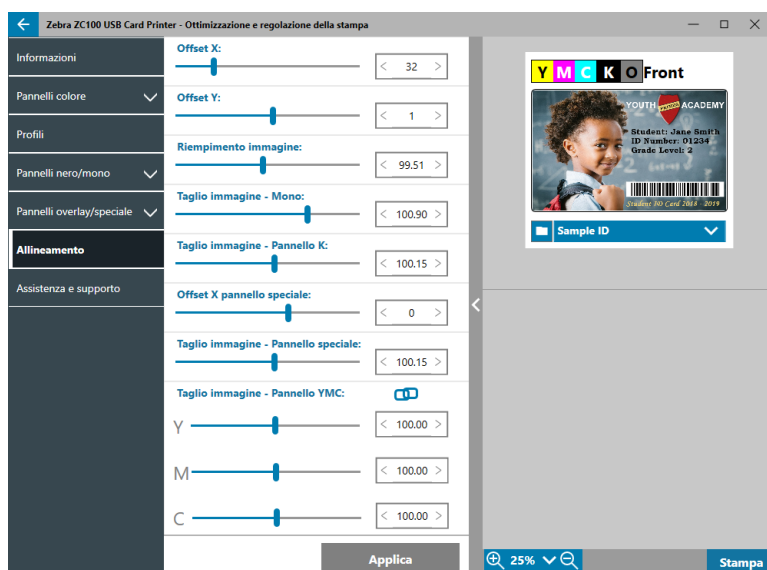 Zebra ZC100 USB Card Printer - Ottimizzazione e regolazione della stampa
Informazioni
Pannelli colore
Profili
Pannelli nero/mono
Pannelli overlay/speciale
Allineamento
Assistenza e supporto
Offset X:
32
Offset Y:
1
Riempimento immagine:
99.51
Taglio immagine - Mono:
100.90
Taglio immagine - Pannello K:
100.15
Offset X pannello speciale:
0
Taglio immagine - Pannello speciale:
100.15
Taglio immagine - Pannello YMC:
Y
100.00
M
100.00
C
100.00
Applica
Y M C K O Front
YOUTH ACADEMY
Student: Jane Smith
ID Number: 01234
Grade Level: 2
Student ID Card 2018 - 2019
Sample ID
25%
Stampa